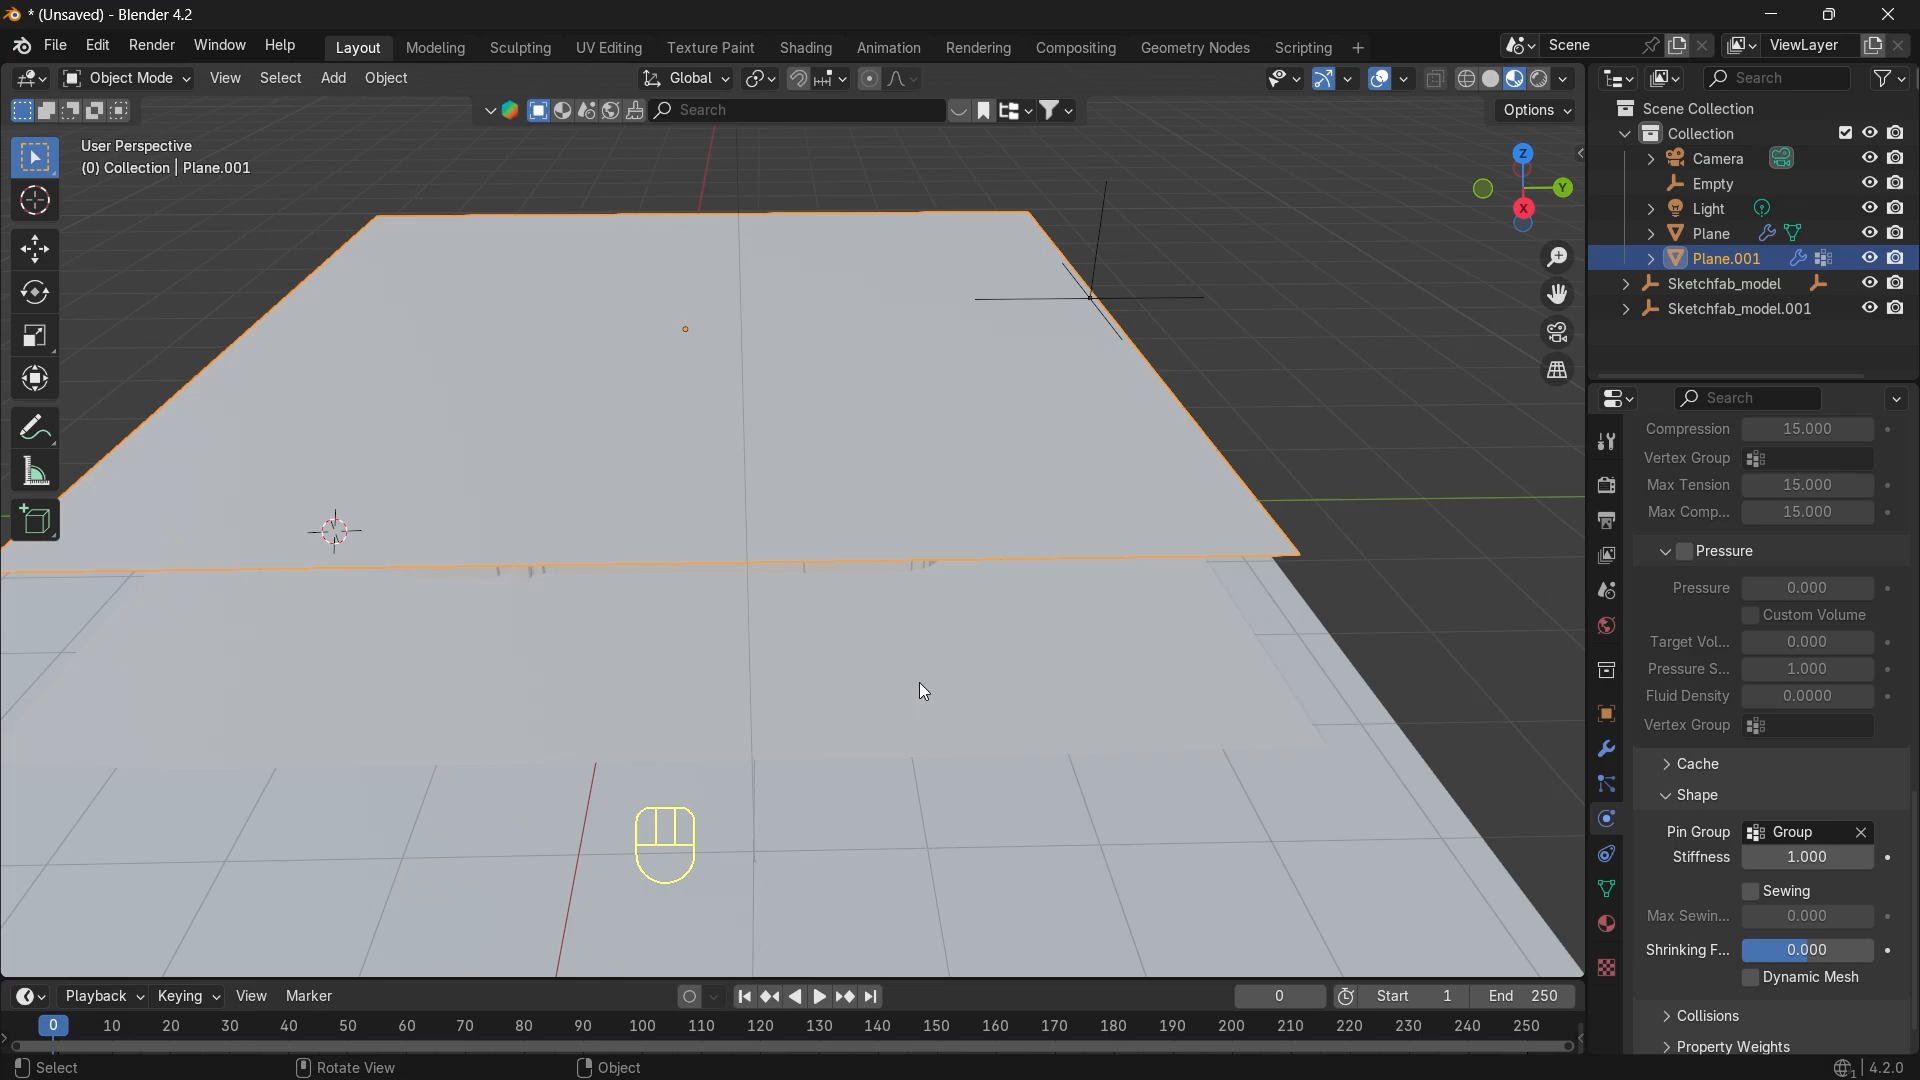 * (Unsaved) - Blender 4.2
File Edit Render Window Help
Layout Modeling Sculpting UV Editing Texture Paint Shading Animation Rendering Compositing Geometry Nodes Scripting
Scene
ViewLayer
Object Mode View Select Add Object
Global
Search
Search
Options
User Perspective
(0) Collection | Plane.001
Z
Y
X
Scene Collection
Collection
Camera
Empty
Light
Plane
Plane.001
Sketchfab_model
Sketchfab_model.001
Search
Compression 15.000
Vertex Group
Max Tension 15.000
Max Comp... 15.000
Pressure
Pressure 0.000
Custom Volume
Target Vol... 0.000
Pressure S... 1.000
Fluid Density 0.0000
Vertex Group
Cache
Shape
Pin Group Group
Stiffness 1.000
Sewing
Max Sewin... 0.000
Shrinking F... 0.000
Dynamic Mesh
Collisions
Property Weights
Playback Keying View Marker
0 Start 1 End 250
0 10 20 30 40 50 60 70 80 90 100 110 120 130 140 150 160 170 180 190 200 210 220 230 240 250
Select Rotate View Object 1 4.2.0